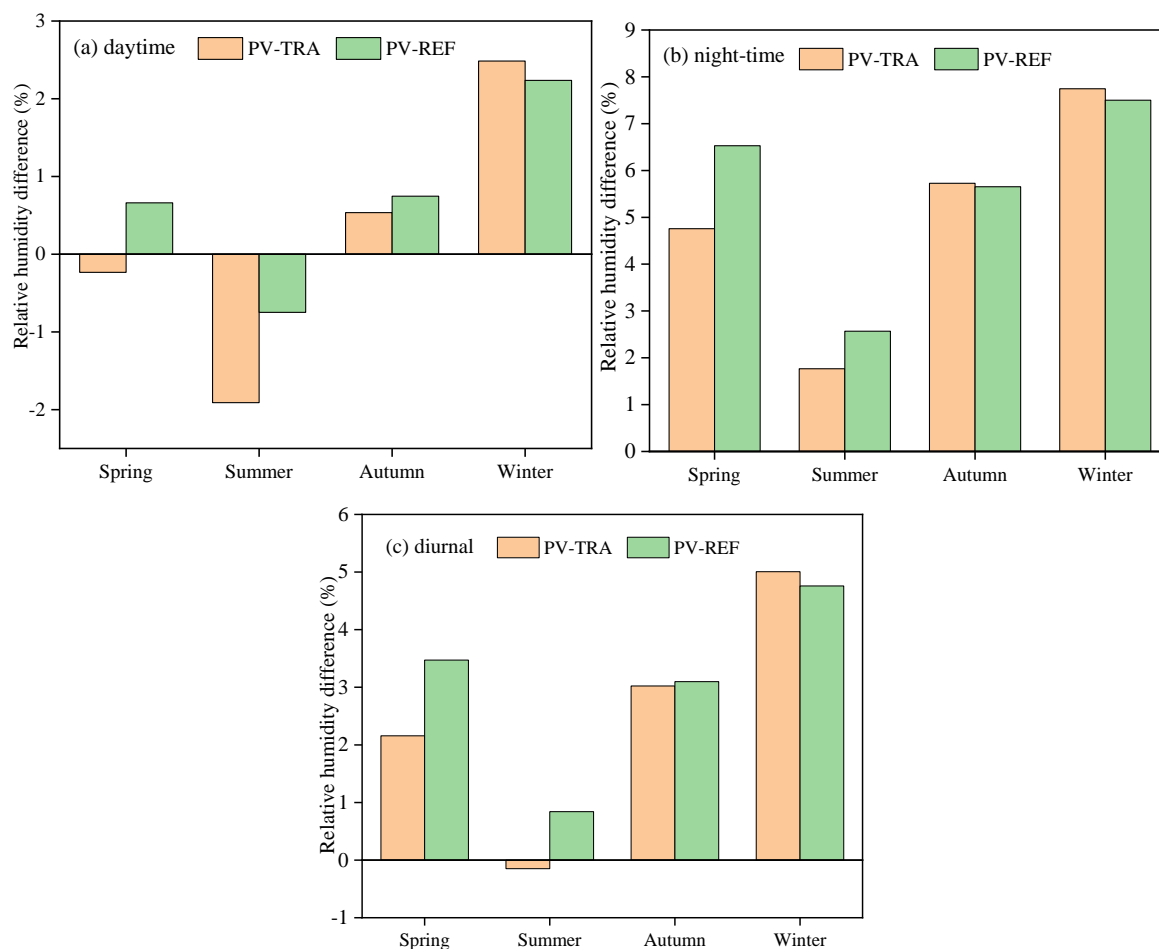 (a) daytime PV-TRA PV-REF
Relative humidity difference (%)
3
2
1
0
-1
-2
Spring Summer Autumn Winter
(b) night-time PV-TRA PV-REF
Relative humidity difference (%)
9
8
7
6
5
4
3
2
1
0
Spring Summer Autumn Winter
(c) diurnal PV-TRA PV-REF
Relative humidity difference (%)
6
5
4
3
2
1
0
-1
Spring Summer Autumn Winter